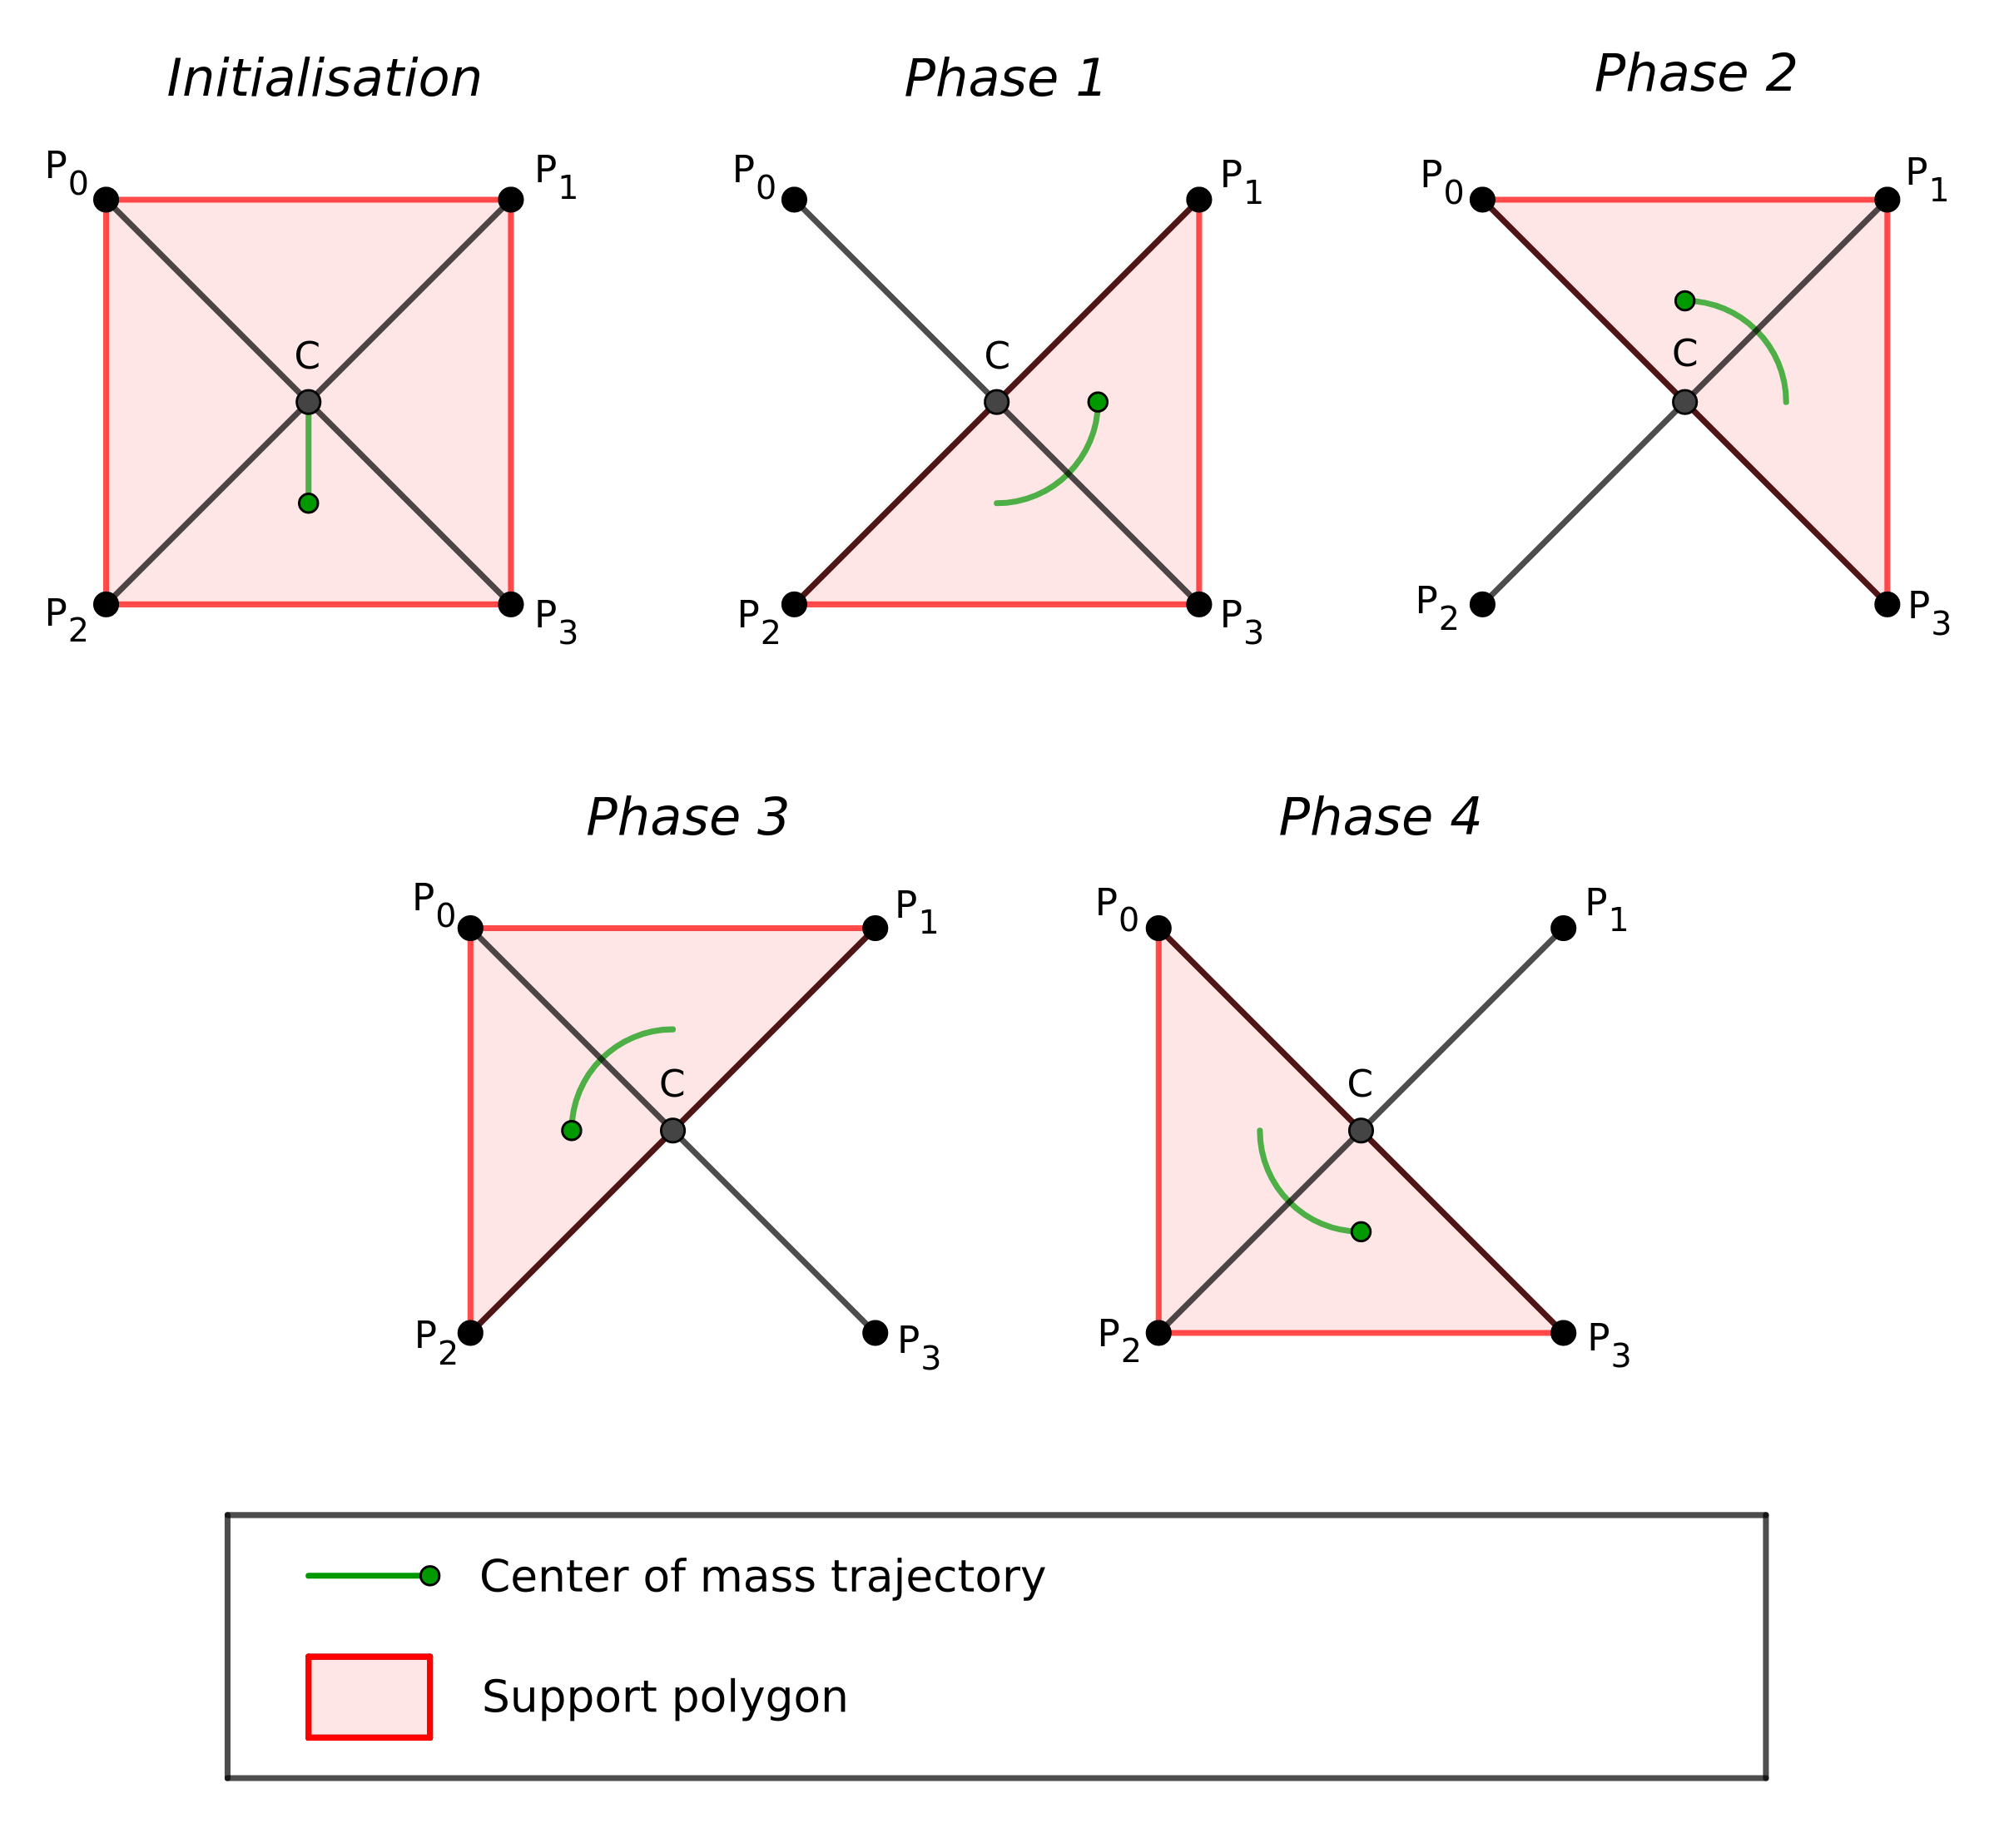 Initialisation
Phase 1
Phase 2
P0
P1
C
P2
P3
P0
P1
C
P2
P3
P0
P1
C
P2
P3
Phase 3
Phase 4
P0
P1
C
P2
P3
P0
P1
C
P2
P3
Center of mass trajectory
Support polygon